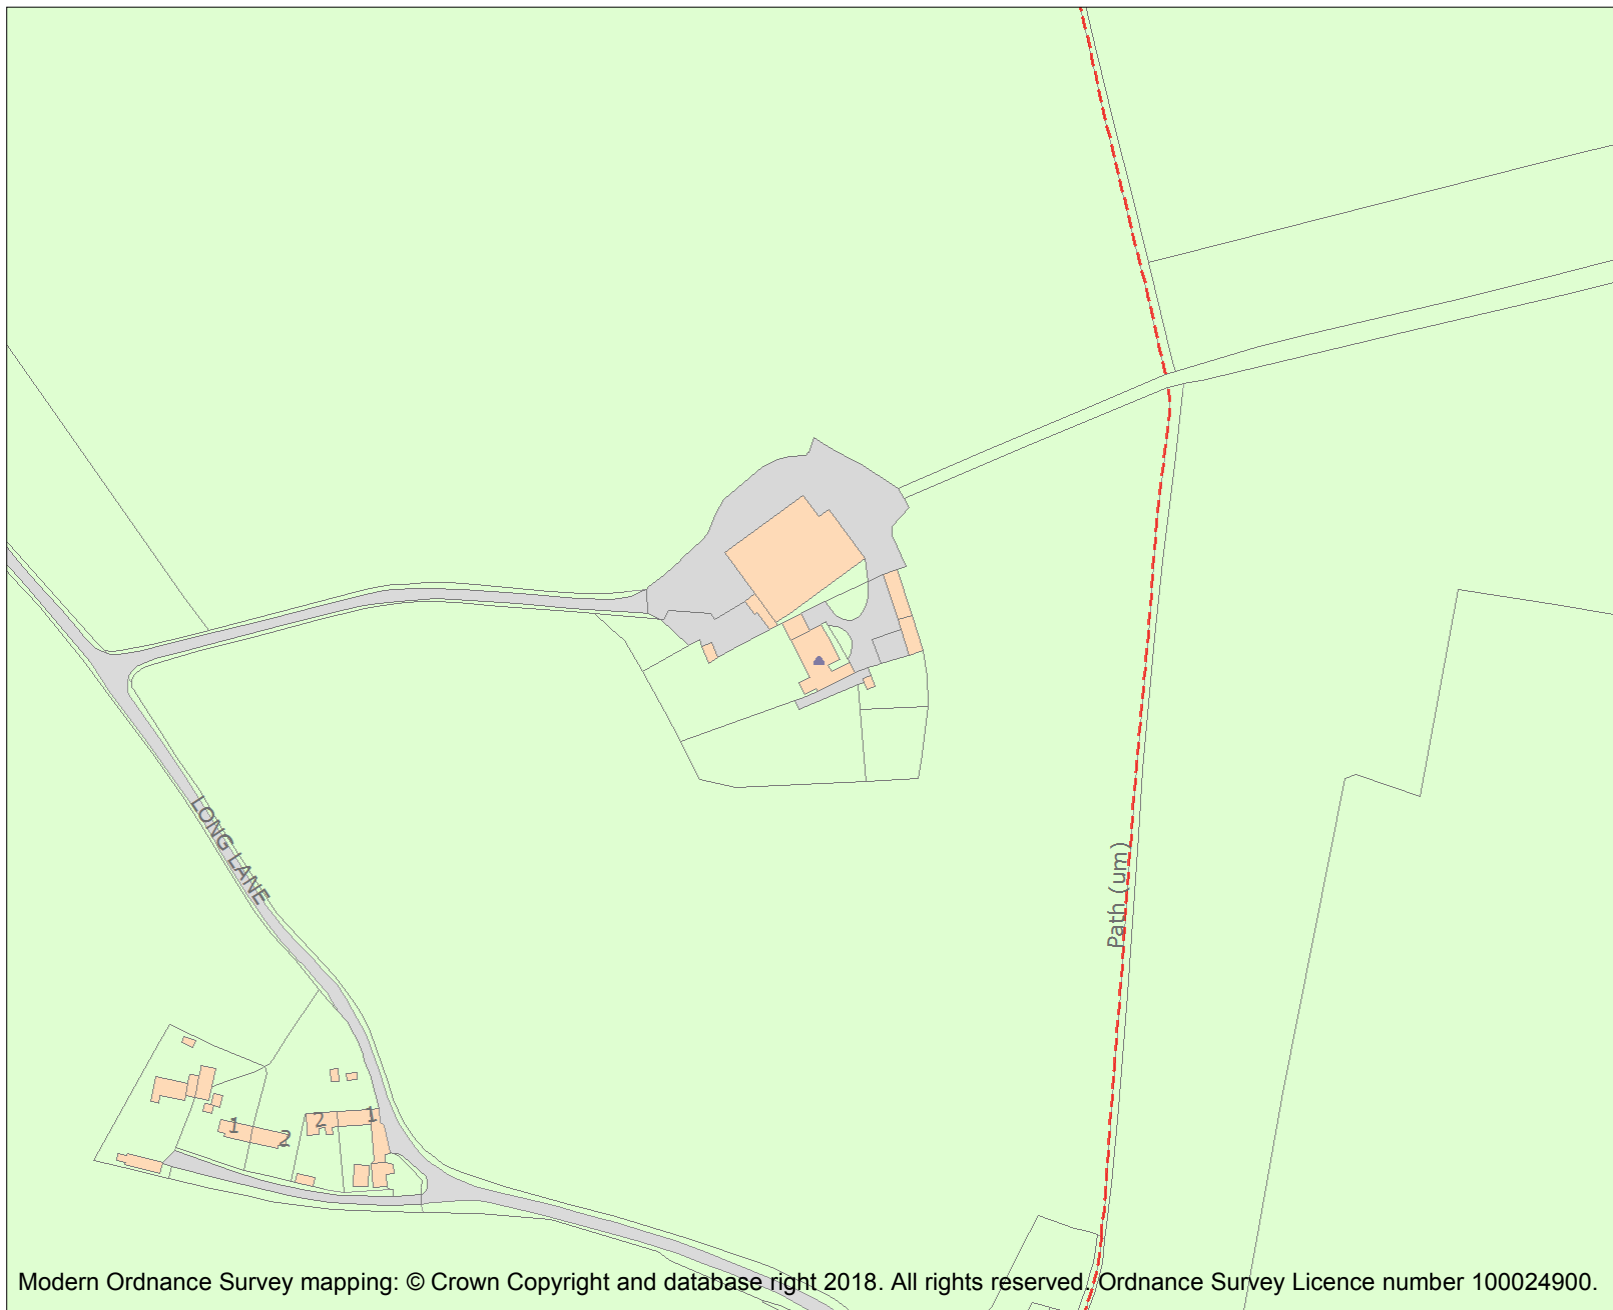 LONG LANE
Path (um)
1
2
2
1
Modern Ordnance Survey mapping: © Crown Copyright and database right 2018. All rights reserved. Ordnance Survey Licence number 100024900.